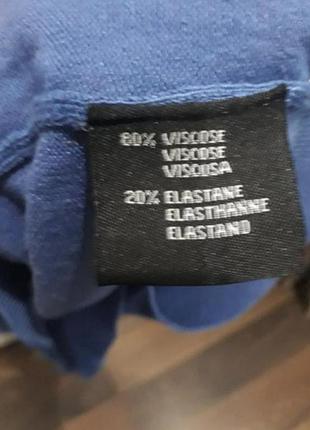 80% VISCOSE
VISCOSE
VISCOSA
20% ELASTANE
ELASTHANNE
ELASTANO